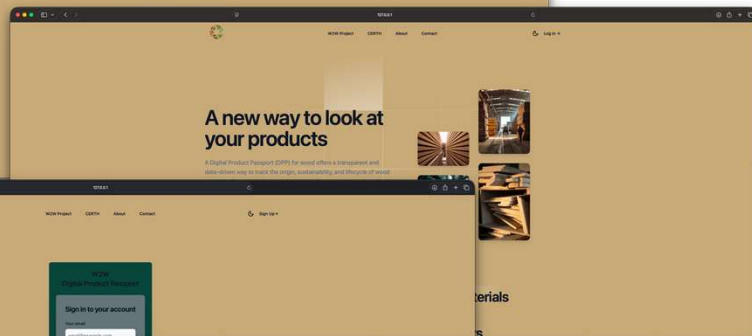 127.0.0.1
W2W Project CERTH About Contact Log in →
A new way to look at
your products
A Digital Product Passport (DPP) for wood offers a transparent and
data-driven way to track the origin, sustainability, and lifecycle of wood
127.0.0.1
W2W Project CERTH About Contact Sign Up →
W2W
Digital Product Passport
Sign in to your account
Your email
terials